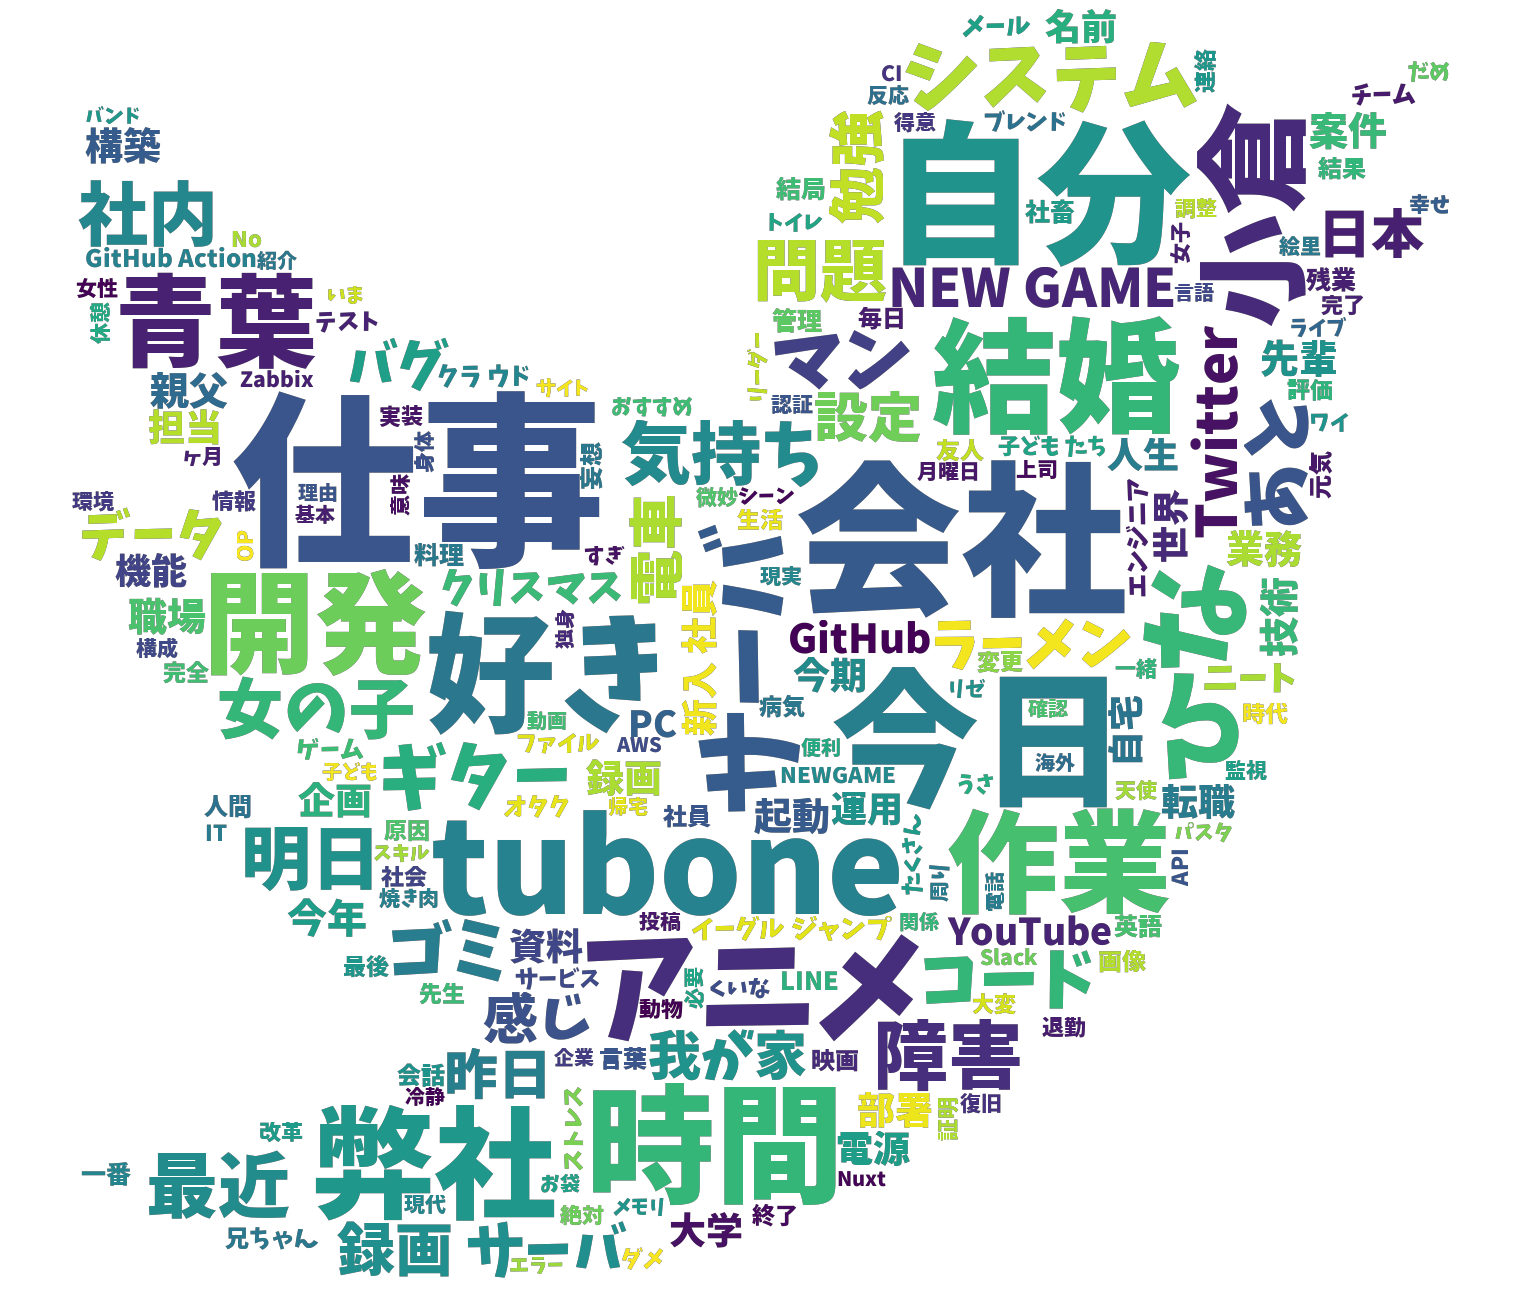 メール
名前
CI
システム
連絡
だめ
反応
チーム
バンド
構築
得意
ブレンド
小倉
案件
勉強
自分
結果
社内
結局
社畜
調整
幸せ
トイレ
女子
日本
No
問題
絵里
GitHub Action
紹介
NEW GAME
言語
残業
女性
青葉
いま
完了
休憩
テスト
管理
毎日
ライブ
リーダー
マン
結婚
Twitter
先輩
バグ
クラウド
Zabbix
親父
サイト
評価
担当
仕事
実装
おすすめ
認証
設定
あと
ワイ
気持ち
友人
子どもたち
人生
ケ月
身体
妄想
月曜日
上司
元気
環境
情報
理由
意味
微妙
シーン
会社
エンジニア
世界
データ
基本
電車
生活
OP
料理
すぎ
業務
機能
クリスマス
ギター
現実
なら
開発
新入社員
技術
職場
好き
独身
GitHub
ラーメン
構成
変更
一緒
完全
今期
ニート
女の子
リゼ
動画
PC
病気
今日
確認
自宅
時代
ゲーム
ファイル
AWS
便利
海外
子ども
ギター
録画
NEWGAME
うさ
監視
人間
企画
オタク
帰宅
社員
起動
運用
天使
転職
IT
原因
tubone
作業
パスタ
明日
スキル
たくさん
社会
周り
電話
API
焼き肉
今年
投稿
イーグルジャンプ
関係
YouTube
英語
ゴミ
資料
アニメ
Slack
画像
最後
サービス
必要
くいな
LINE
コード
先生
感じ
動物
大変
退勤
障害
昨日
企業
言葉
我が家
映画
会話
冷静
部署
証明
復旧
改革
弊社
ストレス
時間
電源
一番
最近
お袋
Nuxt
現代
絶対
メモリ
終了
大学
兄ちゃん
録画
サーバ
エラー
ダメ